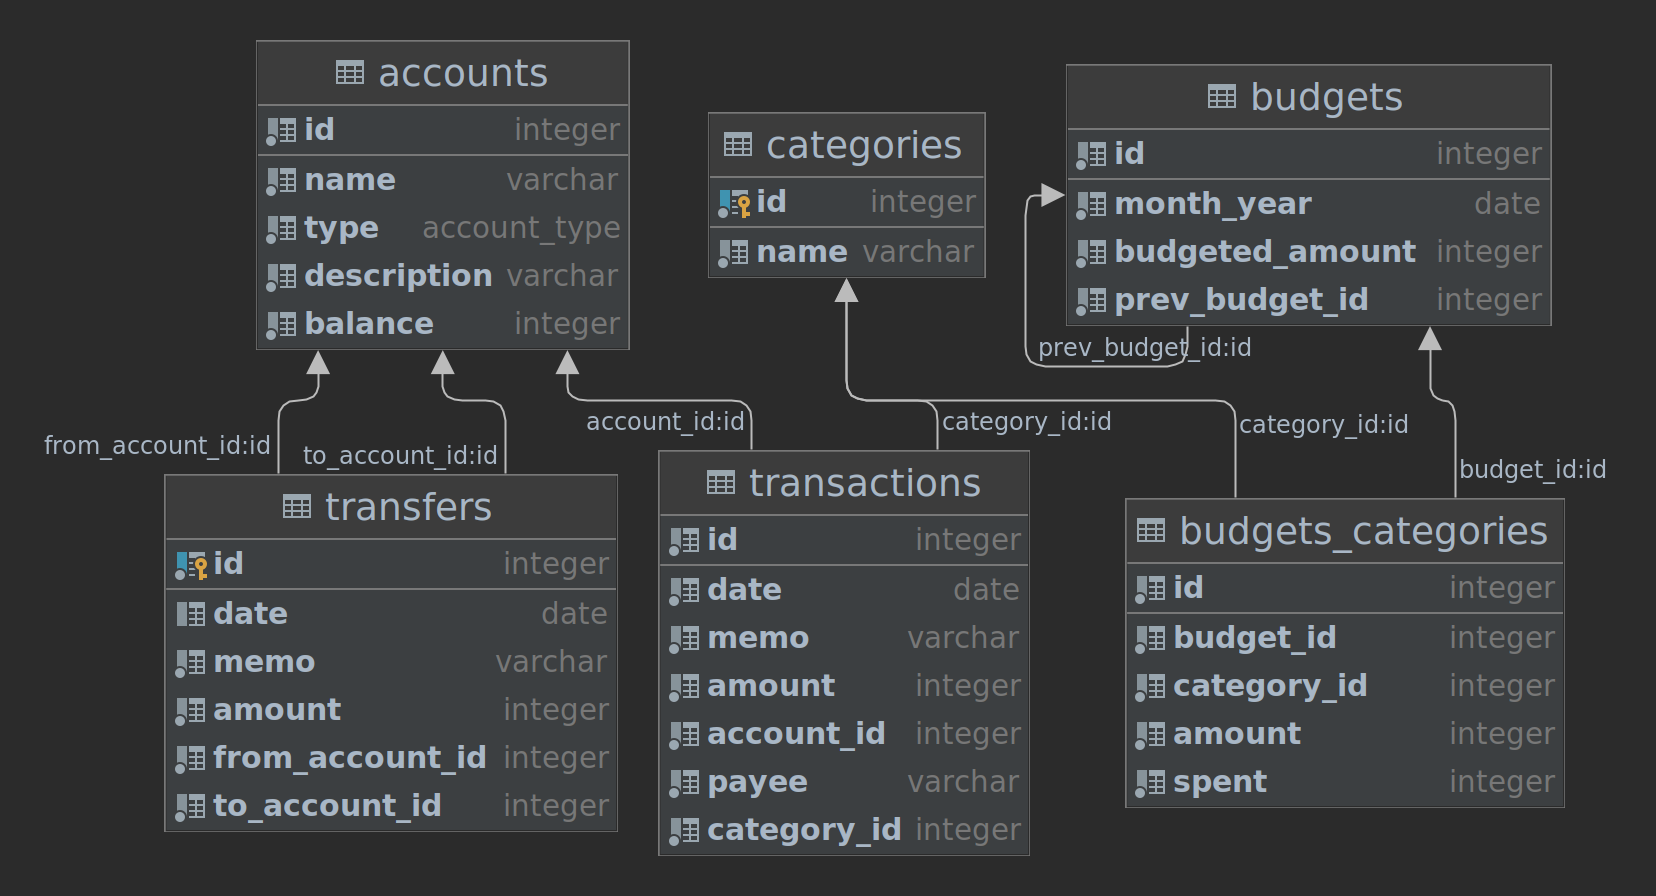 accounts
id integer
name varchar
type account_type
description varchar
balance integer
categories
id integer
name varchar
budgets
id integer
month_year date
budgeted_amount integer
prev_budget_id integer
prev_budget_id:id
from_account_id:id
to_account_id:id
account_id:id
category_id:id
category_id:id
budget_id:id
transfers
id integer
date date
memo varchar
amount integer
from_account_id integer
to_account_id integer
transactions
id integer
date date
memo varchar
amount integer
account_id integer
payee varchar
category_id integer
budgets_categories
id integer
budget_id integer
category_id integer
amount integer
spent integer